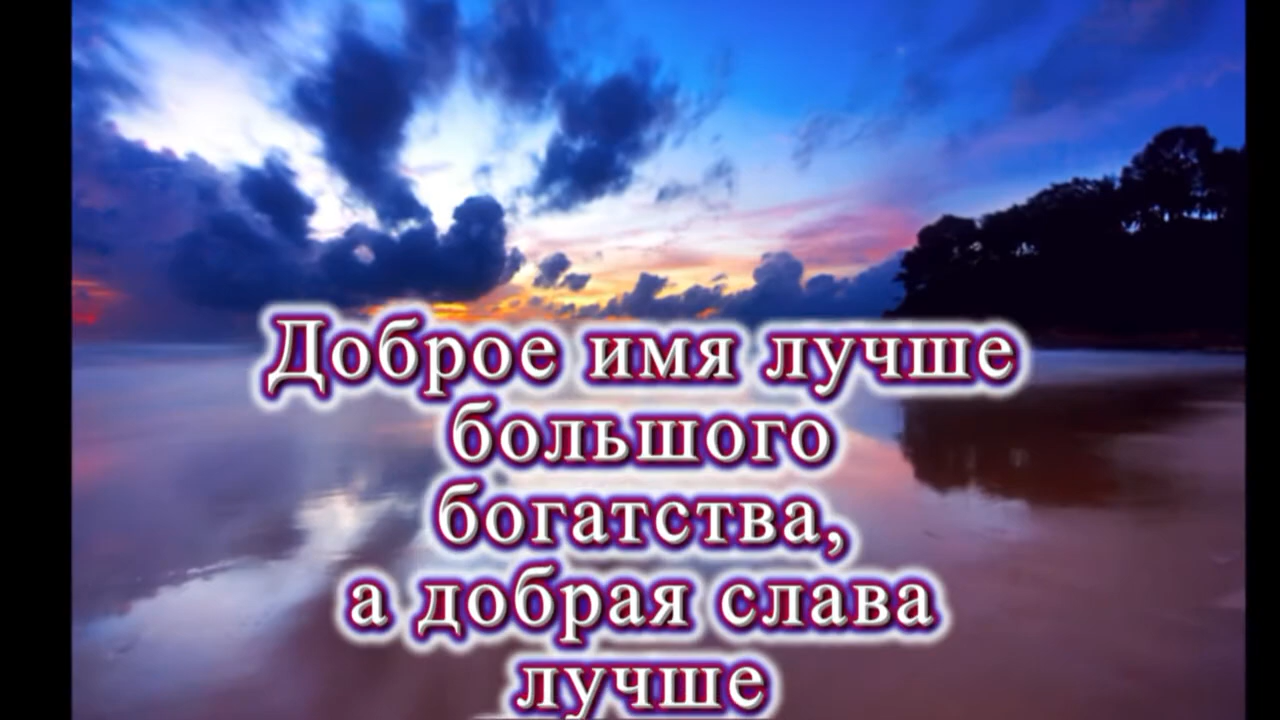 Доброе имя лучше
большого
богатства,
а добрая слава
лучше